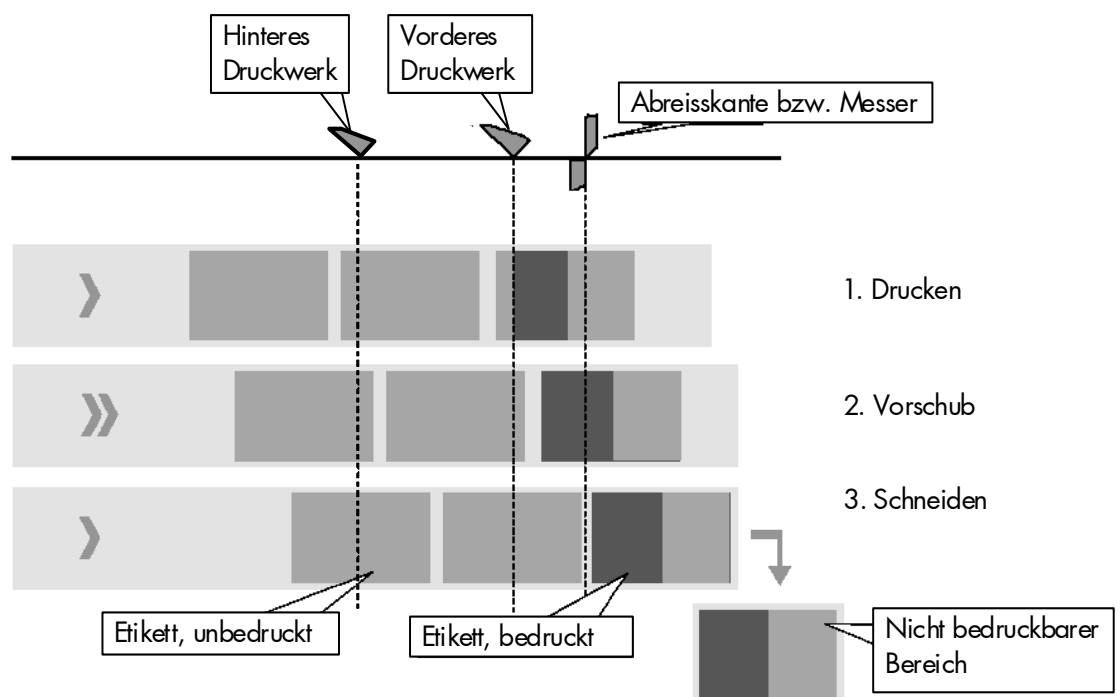 Hinteres
Druckwerk
Vorderes
Druckwerk
Abreisskante bzw. Messer
1. Drucken
2. Vorschub
3. Schneiden
Etikett, unbedruckt
Etikett, bedruckt
Nicht bedruckbarer
Bereich